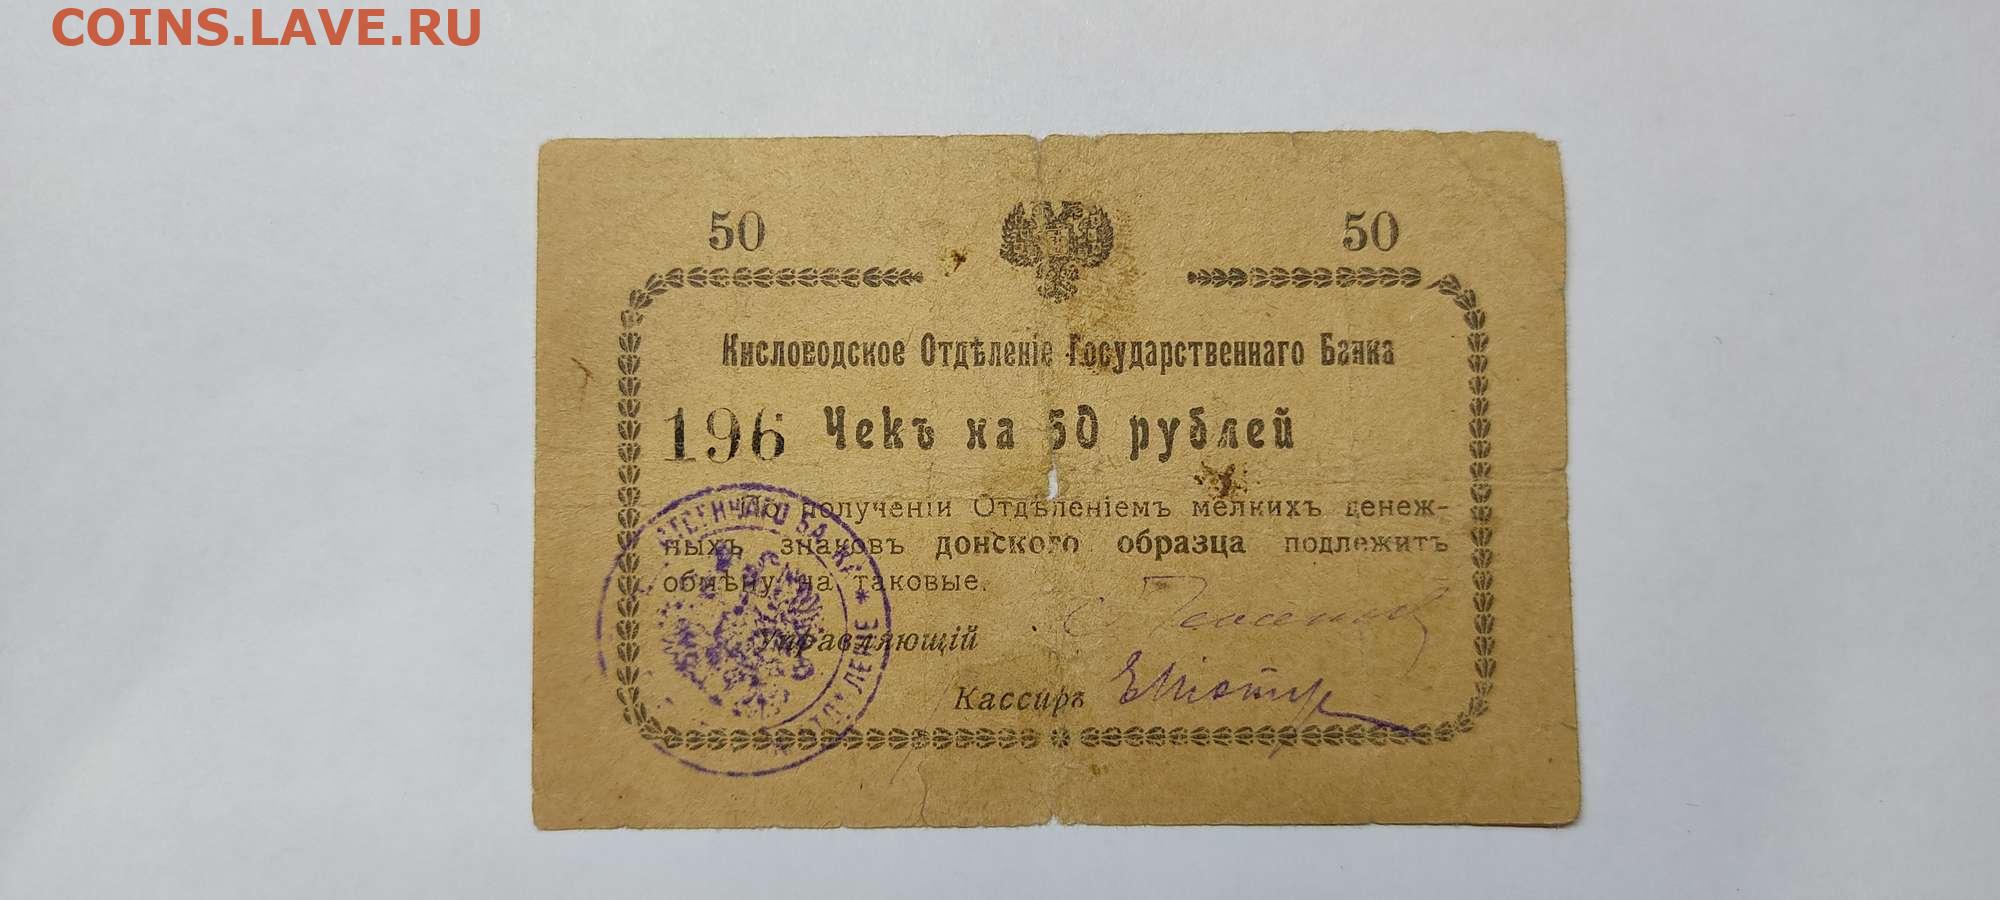 COINS.LAVE.RU
50 50
Кисловодское Отдѣленіе Государственнаго Банка
196 Чекъ на 50 рублей
По полученіи Отдѣленіемъ мелкихъ денеж-
ныхъ знаковъ донского образца подлежитъ
обмѣну на таковые.
Управляющій
Кассиръ